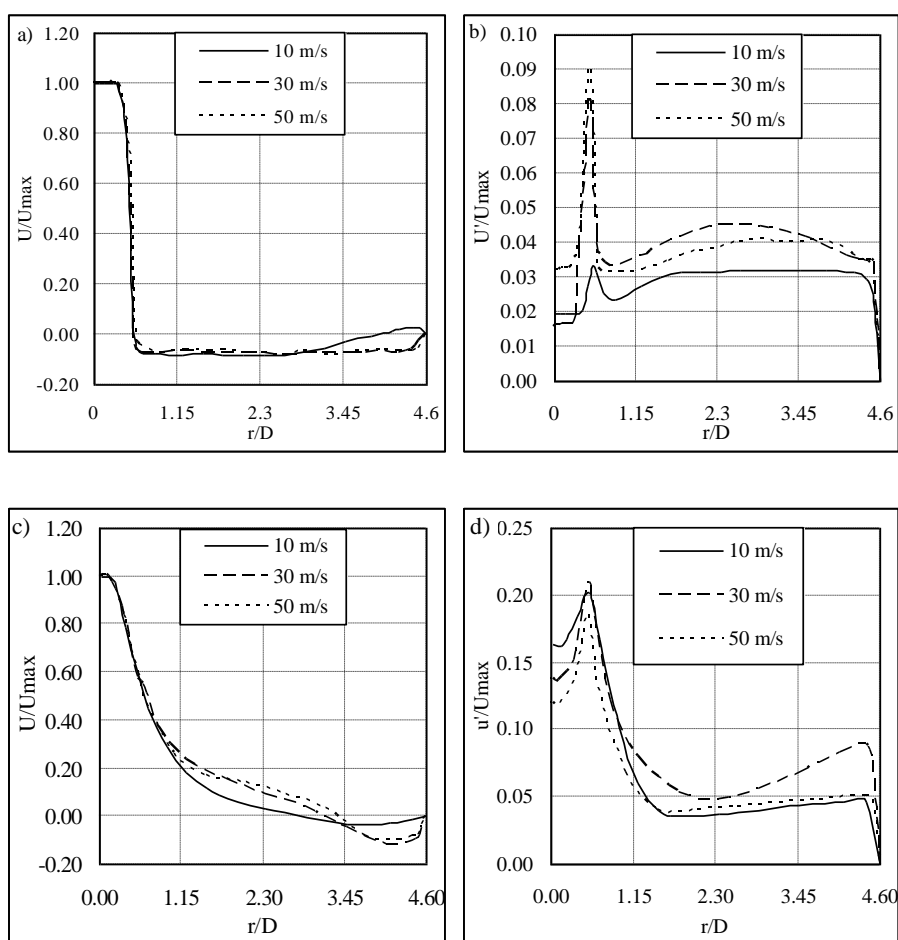 a)
1.20
1.00
0.80
0.60
0.40
0.20
0.00
-0.20
U/Umax
10 m/s
30 m/s
50 m/s
0 1.15 2.3 3.45 4.6
r/D
b)
0.10
0.09
0.08
0.07
0.06
0.05
0.04
0.03
0.02
0.01
0.00
U'/Umax
10 m/s
30 m/s
50 m/s
0 1.15 2.3 3.45 4.6
r/D
c)
1.20
1.00
0.80
0.60
0.40
0.20
0.00
-0.20
U/Umax
10 m/s
30 m/s
50 m/s
0.00 1.15 2.30 3.45 4.60
r/D
d)
0.25
0.20
0.15
0.10
0.05
0.00
u'/Umax
10 m/s
30 m/s
50 m/s
0.00 1.15 2.30 3.45 4.60
r/D